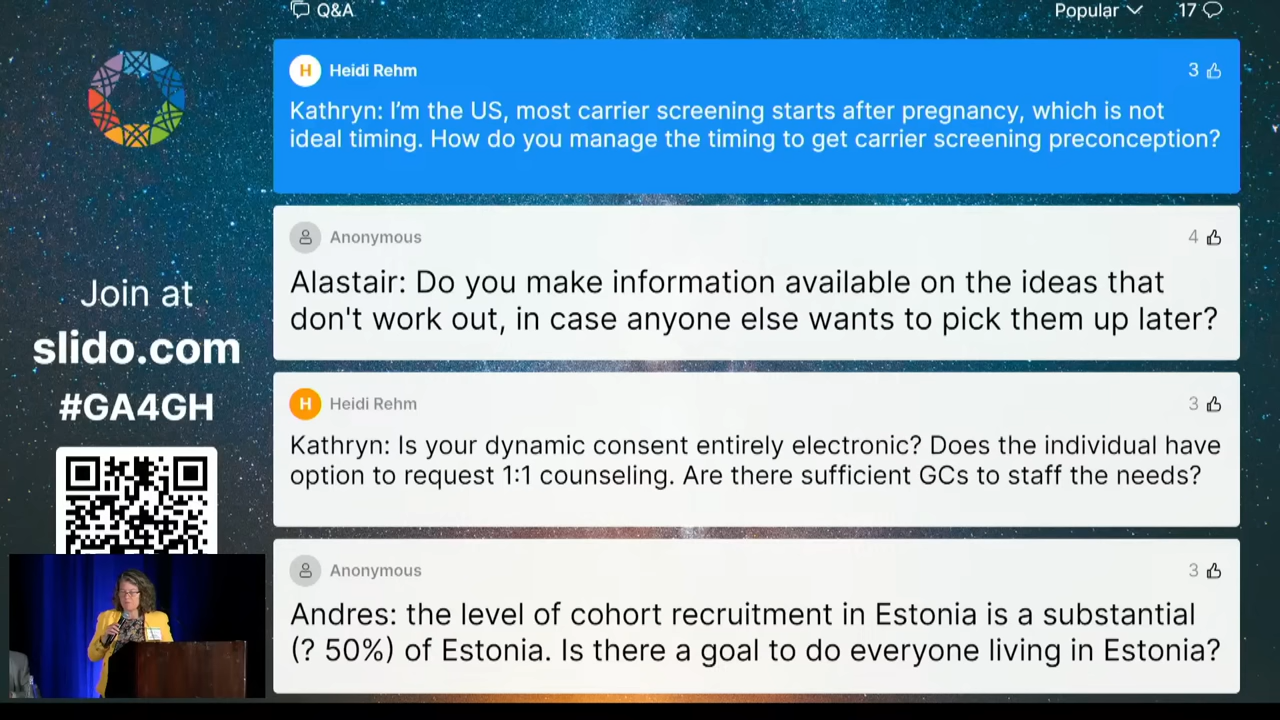 Q&A
Popular
17
H
Heidi Rehm
3
Kathryn: I’m the US, most carrier screening starts after pregnancy, which is not
ideal timing. How do you manage the timing to get carrier screening preconception?
Anonymous
4
Alastair: Do you make information available on the ideas that
don't work out, in case anyone else wants to pick them up later?
H
Heidi Rehm
3
Kathryn: Is your dynamic consent entirely electronic? Does the individual have
option to request 1:1 counseling. Are there sufficient GCs to staff the needs?
Anonymous
3
Andres: the level of cohort recruitment in Estonia is a substantial
(? 50%) of Estonia. Is there a goal to do everyone living in Estonia?
Join at
slido.com
#GA4GH